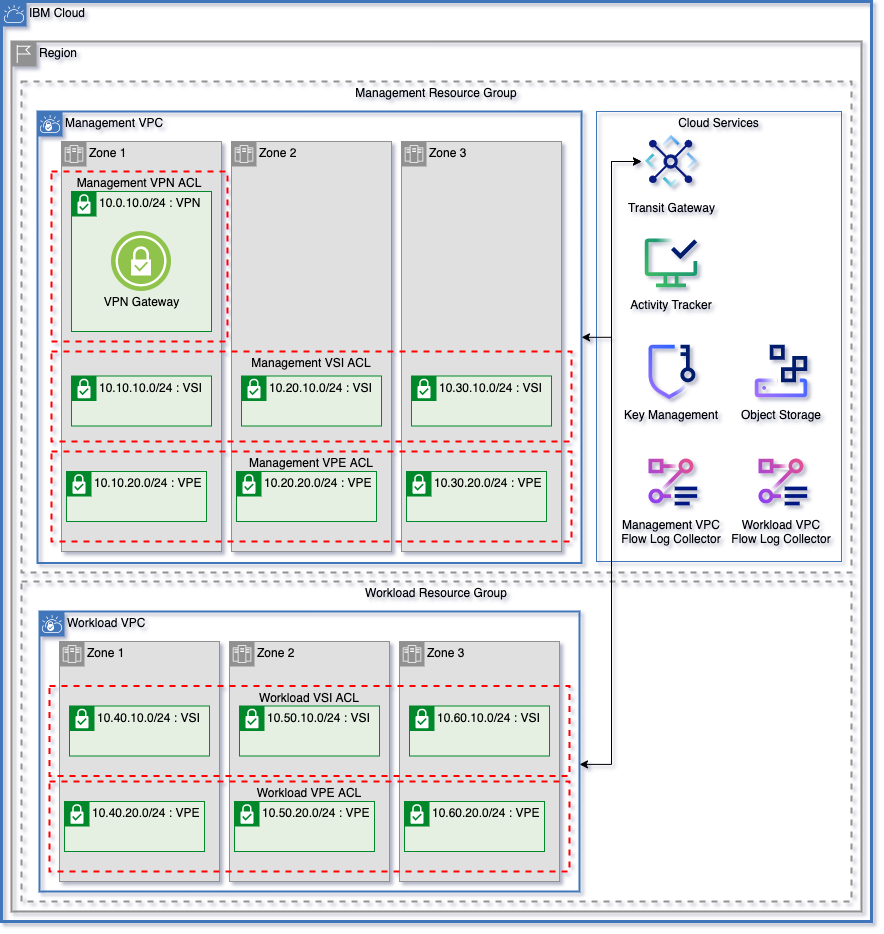 IBM Cloud
Region
Management Resource Group
Management VPC
Zone 1
Zone 2
Zone 3
Management VPN ACL
10.0.10.0/24 : VPN
VPN Gateway
Management VSI ACL
10.10.10.0/24 : VSI
10.20.10.0/24 : VSI
10.30.10.0/24 : VSI
Management VPE ACL
10.10.20.0/24 : VPE
10.20.20.0/24 : VPE
10.30.20.0/24 : VPE
Cloud Services
Transit Gateway
Activity Tracker
Key Management
Object Storage
Management VPC
Flow Log Collector
Workload VPC
Flow Log Collector
Workload Resource Group
Workload VPC
Zone 1
Zone 2
Zone 3
Workload VSI ACL
10.40.10.0/24 : VSI
10.50.10.0/24 : VSI
10.60.10.0/24 : VSI
Workload VPE ACL
10.40.20.0/24 : VPE
10.50.20.0/24 : VPE
10.60.20.0/24 : VPE